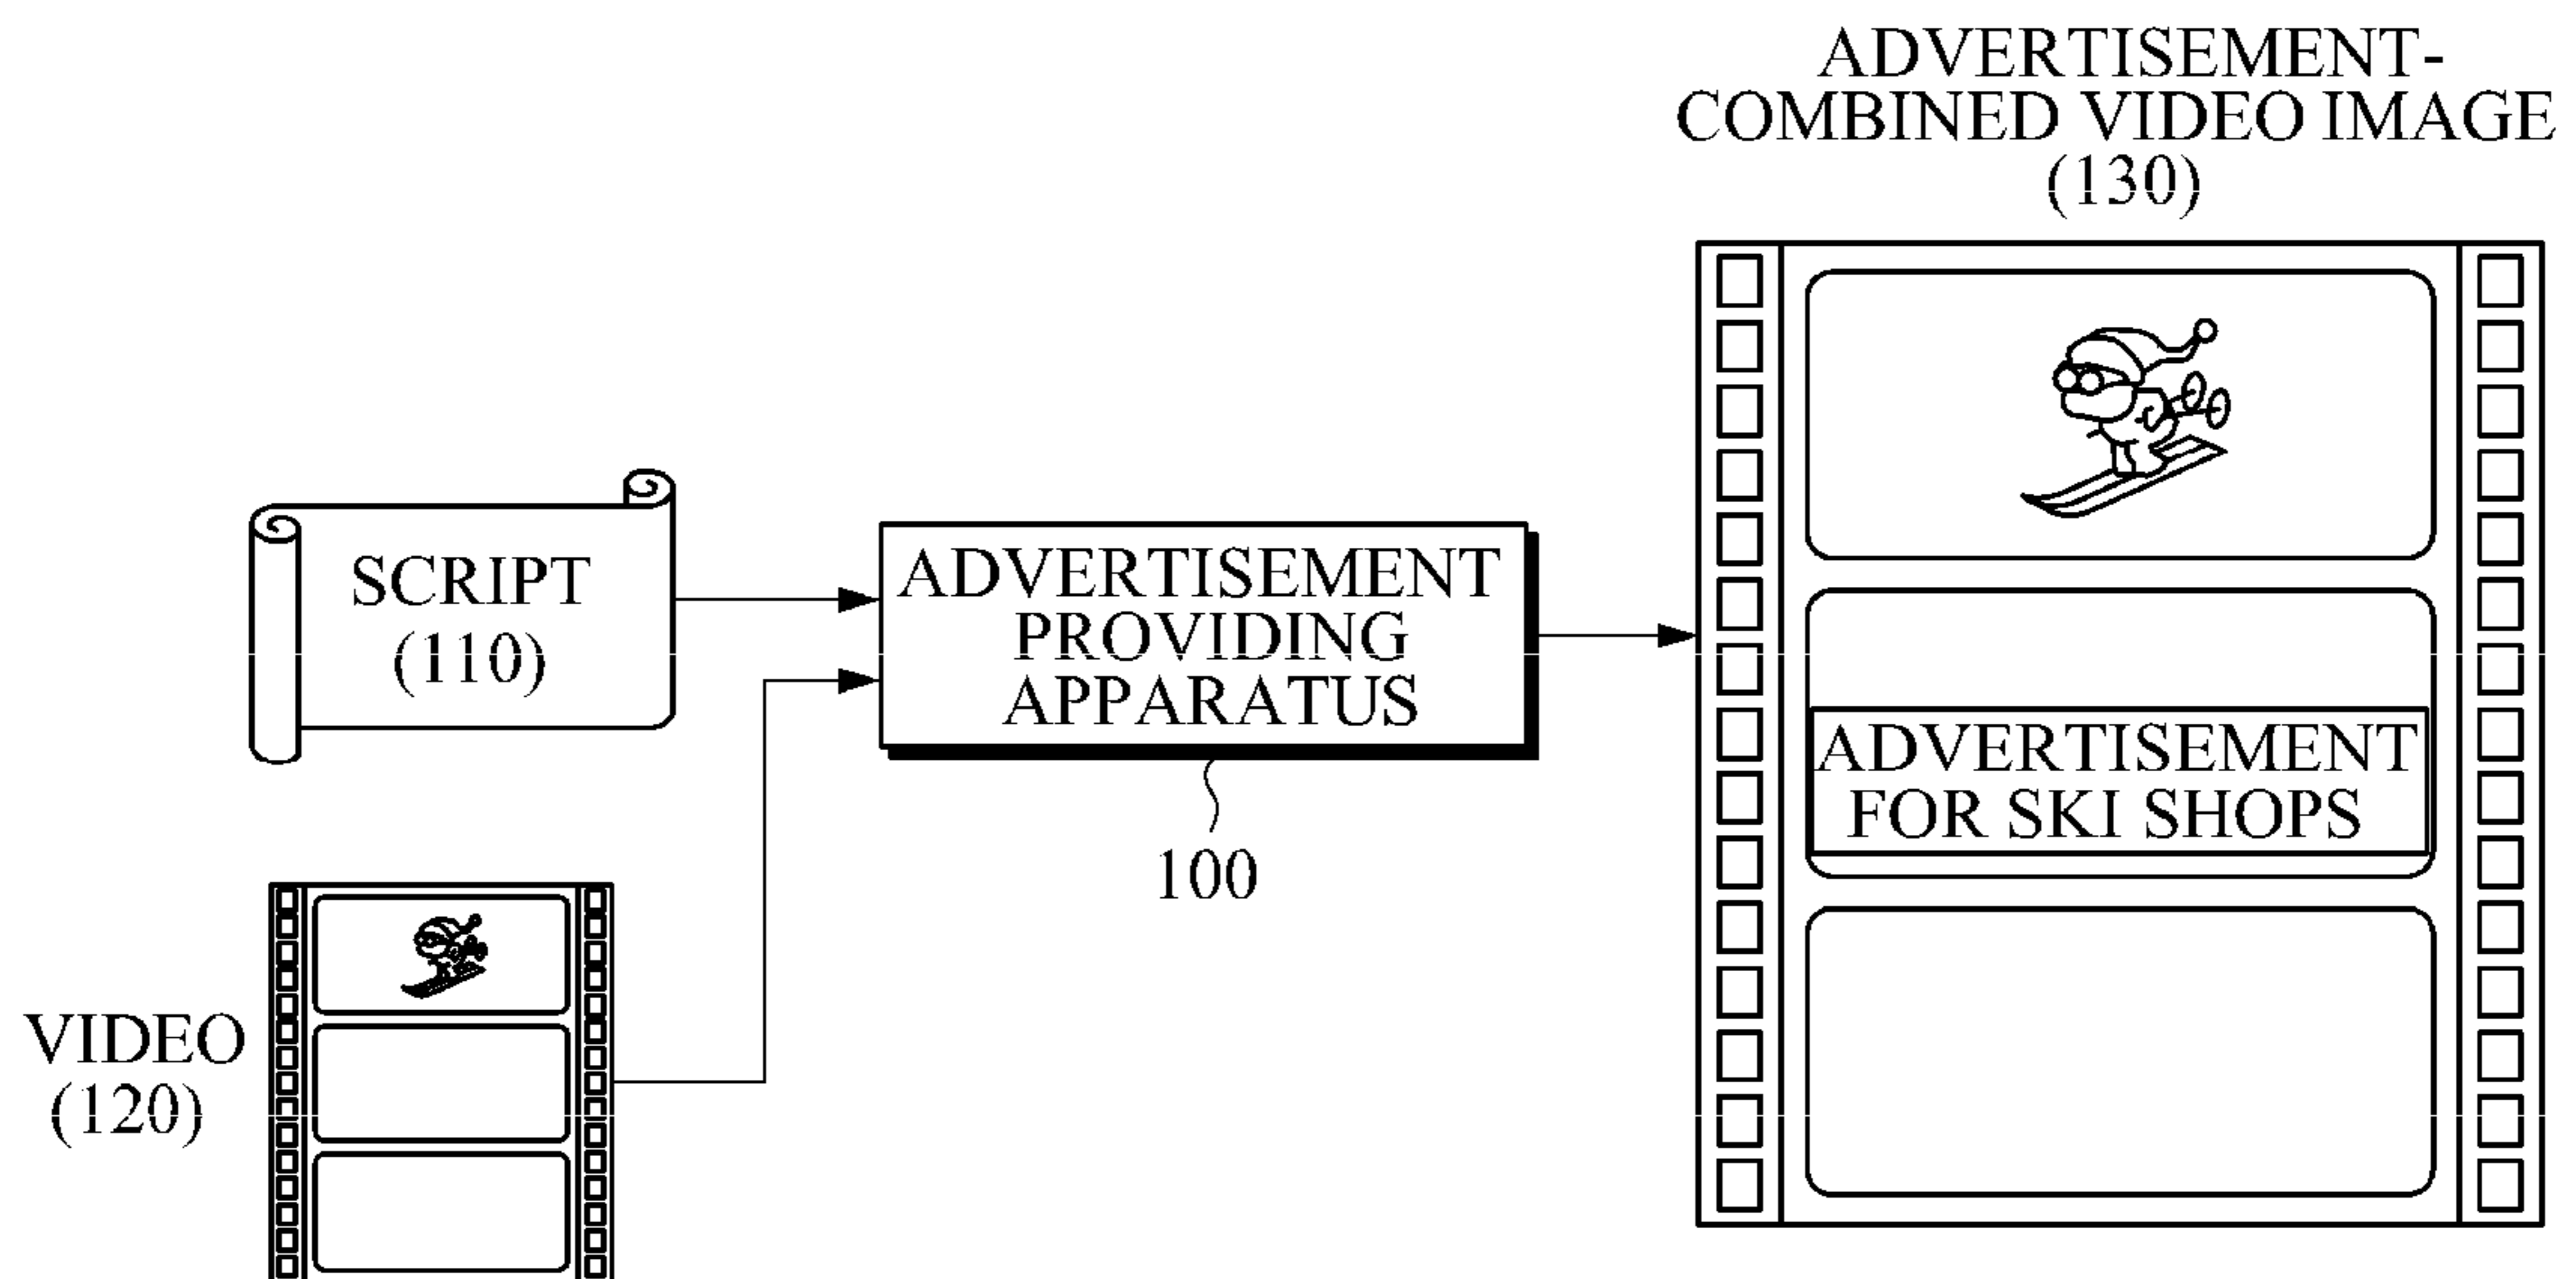 ADVERTISEMENT-
COMBINED VIDEO IMAGE
(130)
SCRIPT
(110)
ADVERTISEMENT
PROVIDING
APPARATUS
100
ADVERTISEMENT
FOR SKI SHOPS
VIDEO
(120)